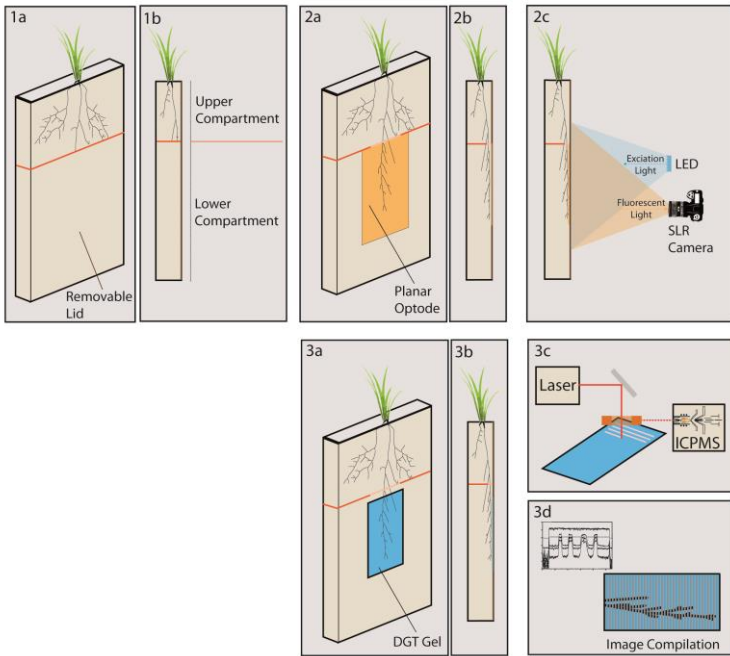 1a
1b
Upper
Compartment
Lower
Compartment
Removable
Lid
2a
2b
Planar
Optode
2c
Exciation
Light
LED
Fluorescent
Light
SLR
Camera
3a
3b
DGT Gel
3c
Laser
ICPMS
3d
Image Compilation